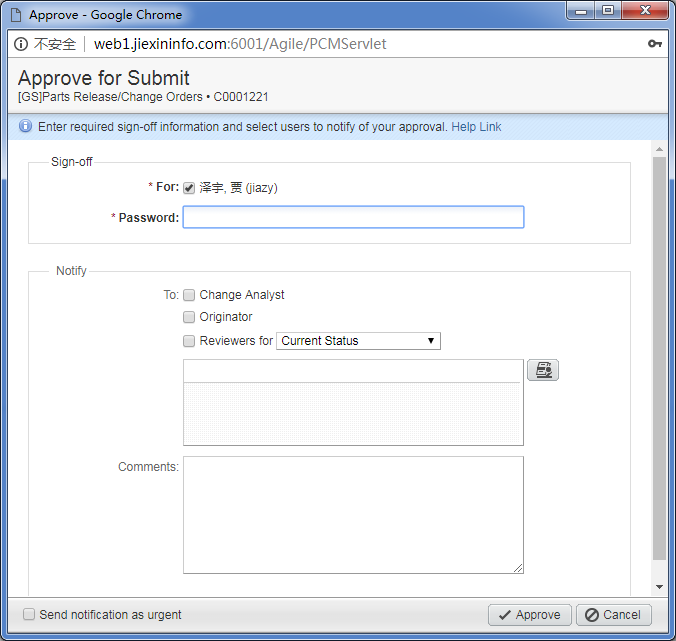 Approve - Google Chrome
不安全 web1.jiexininfo.com:6001/Agile/PCMServlet
Approve for Submit
[GS]Parts Release/Change Orders • C0001221
Enter required sign-off information and select users to notify of your approval. Help Link
Sign-off
* For: 泽宇, 贾 (jiazy)
* Password:
Notify
To: Change Analyst
Originator
Reviewers for Current Status
Comments:
Send notification as urgent Approve Cancel